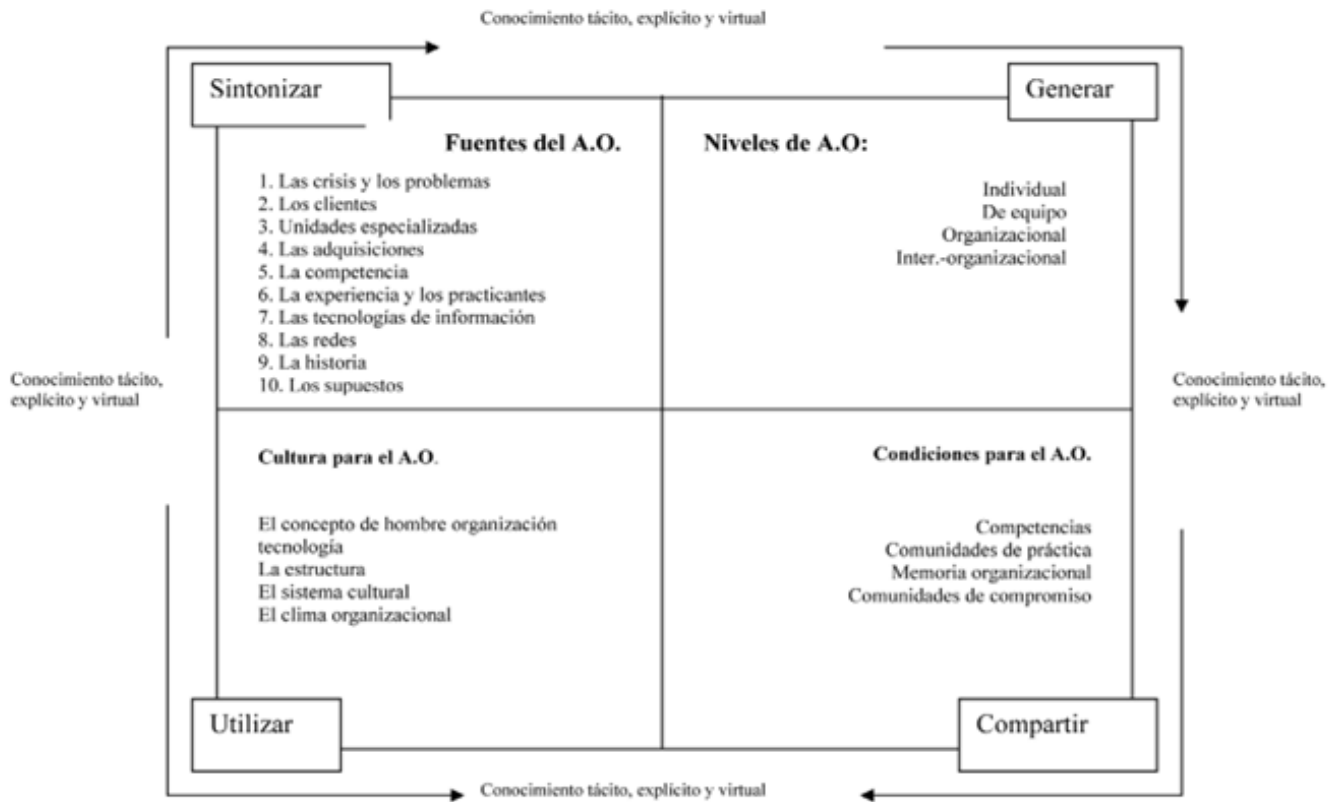 Conocimiento tácito, explícito y virtual
Sintonizar
Generar
Fuentes del A.O.
1. Las crisis y los problemas
2. Los clientes
3. Unidades especializadas
4. Las adquisiciones
5. La competencia
6. La experiencia y los practicantes
7. Las tecnologías de información
8. Las redes
9. La historia
10. Los supuestos
Niveles de A.O:
Individual
De equipo
Organizacional
Inter.-organizacional
Conocimiento tácito,
explícito y virtual
Conocimiento tácito,
explícito y virtual
Cultura para el A.O.
El concepto de hombre organización
tecnología
La estructura
El sistema cultural
El clima organizacional
Condiciones para el A.O.
Competencias
Comunidades de práctica
Memoria organizacional
Comunidades de compromiso
Utilizar
Compartir
Conocimiento tácito, explícito y virtual